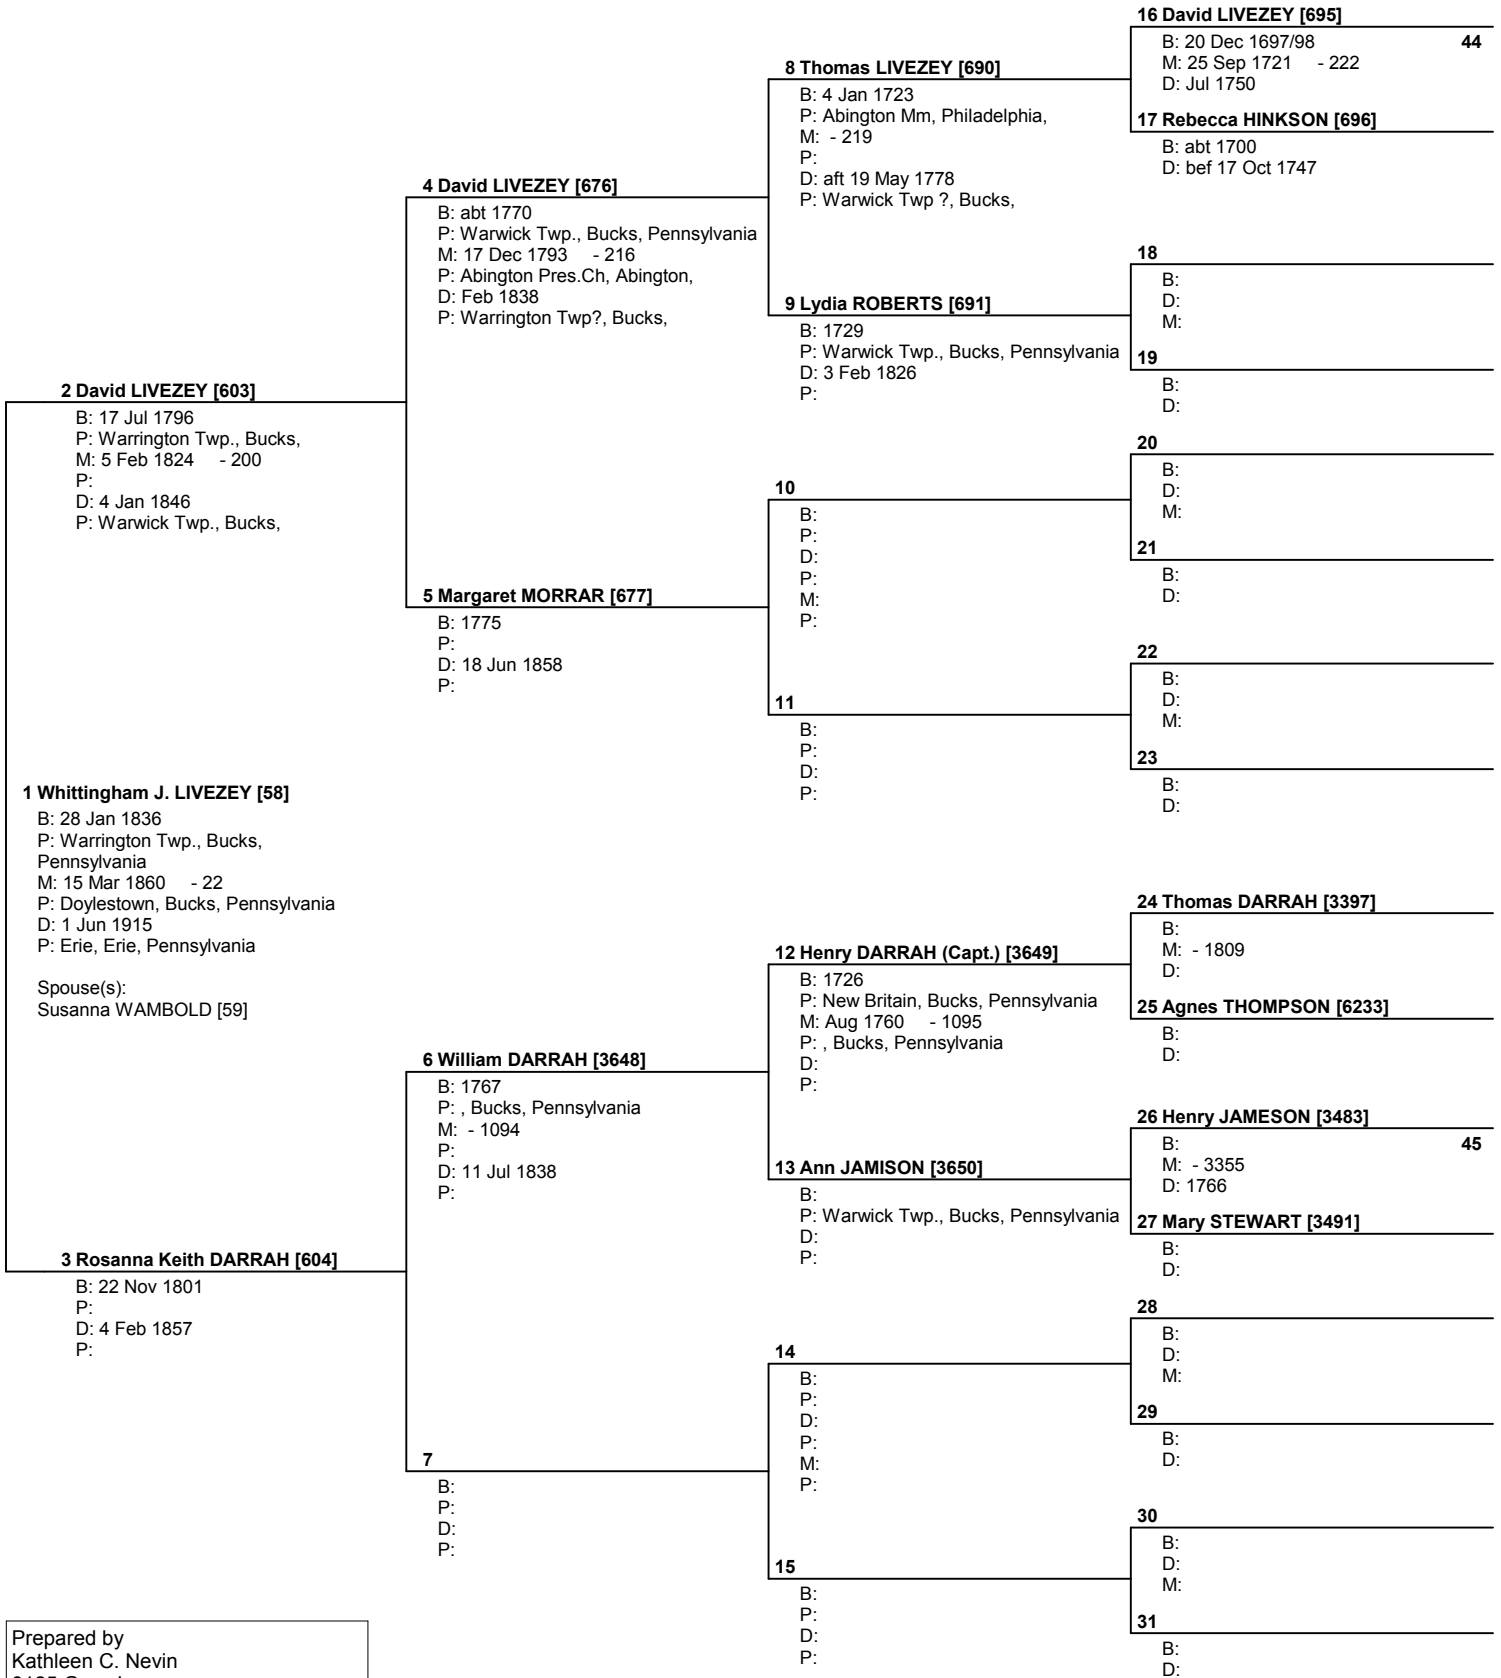 16 David LIVEZEY [695]
B: 20 Dec 1697/98 44
M: 25 Sep 1721 - 222
D: Jul 1750
8 Thomas LIVEZEY [690]
B: 4 Jan 1723
P: Abington Mm, Philadelphia,
M: - 219
P:
D: aft 19 May 1778
P: Warwick Twp ?, Bucks,
17 Rebecca HINKSON [696]
B: abt 1700
D: bef 17 Oct 1747
4 David LIVEZEY [676]
B: abt 1770
P: Warwick Twp., Bucks, Pennsylvania
M: 17 Dec 1793 - 216
P: Abington Pres.Ch, Abington,
D: Feb 1838
P: Warrington Twp?, Bucks,
18
B:
D:
M:
9 Lydia ROBERTS [691]
B: 1729
P: Warwick Twp., Bucks, Pennsylvania
D: 3 Feb 1826
P:
19
B:
D:
2 David LIVEZEY [603]
B: 17 Jul 1796
P: Warrington Twp., Bucks,
M: 5 Feb 1824 - 200
P:
D: 4 Jan 1846
P: Warwick Twp., Bucks,
20
B:
D:
M:
10
B:
P:
D:
P:
M:
P:
21
B:
D:
5 Margaret MORRAR [677]
B: 1775
P:
D: 18 Jun 1858
P:
22
B:
D:
M:
11
B:
P:
D:
P:
23
B:
D:
1 Whittingham J. LIVEZEY [58]
B: 28 Jan 1836
P: Warrington Twp., Bucks,
Pennsylvania
M: 15 Mar 1860 - 22
P: Doylestown, Bucks, Pennsylvania
D: 1 Jun 1915
P: Erie, Erie, Pennsylvania
Spouse(s):
Susanna WAMBOLD [59]
24 Thomas DARRAH [3397]
B:
M: - 1809
D:
12 Henry DARRAH (Capt.) [3649]
B: 1726
P: New Britain, Bucks, Pennsylvania
M: Aug 1760 - 1095
P: , Bucks, Pennsylvania
D:
P:
25 Agnes THOMPSON [6233]
B:
D:
6 William DARRAH [3648]
B: 1767
P: , Bucks, Pennsylvania
M: - 1094
P:
D: 11 Jul 1838
P:
26 Henry JAMESON [3483]
B: 45
M: - 3355
D: 1766
13 Ann JAMISON [3650]
B:
P: Warwick Twp., Bucks, Pennsylvania
D:
P:
27 Mary STEWART [3491]
B:
D:
3 Rosanna Keith DARRAH [604]
B: 22 Nov 1801
P:
D: 4 Feb 1857
P:
28
B:
D:
M:
14
B:
P:
D:
P:
M:
P:
29
B:
D:
7
B:
P:
D:
P:
30
B:
D:
M:
15
B:
P:
D:
P:
31
B:
D:
Prepared by
Kathleen C. Nevin